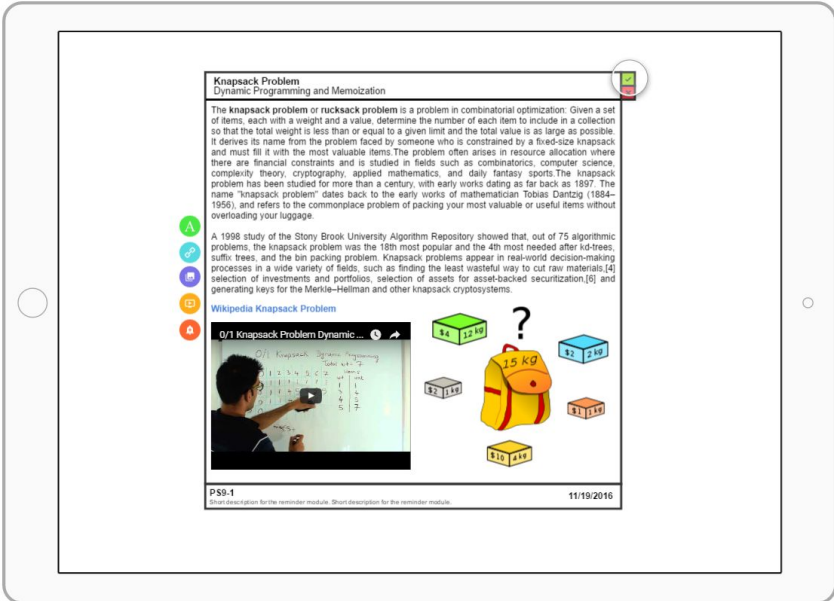 Knapsack Problem
Dynamic Programming and Memoization
The knapsack problem or rucksack problem is a problem in combinatorial optimization: Given a set
of items, each with a weight and a value, determine the number of each item to include in a collection
so that the total weight is less than or equal to a given limit and the total value is as large as possible.
It derives its name from the problem faced by someone who is constrained by a fixed-size knapsack
and must fill it with the most valuable items.The problem often arises in resource allocation where
there are financial constraints and is studied in fields such as combinatorics, computer science,
complexity theory, cryptography, applied mathematics, and daily fantasy sports.The knapsack
problem has been studied for more than a century, with early works dating as far back as 1897. The
name "knapsack problem" dates back to the early works of mathematician Tobias Dantzig (1884–
1956), and refers to the commonplace problem of packing your most valuable or useful items without
overloading your luggage.
A
A 1998 study of the Stony Brook University Algorithm Repository showed that, out of 75 algorithmic
problems, the knapsack problem was the 18th most popular and the 4th most needed after kd-trees,
suffix trees, and the bin packing problem. Knapsack problems appear in real-world decision-making
processes in a wide variety of fields, such as finding the least wasteful way to cut raw materials,[4]
selection of investments and portfolios, selection of assets for asset-backed securitization,[6] and
generating keys for the Merkle–Hellman and other knapsack cryptosystems.
Wikipedia Knapsack Problem
0/1 Knapsack Problem Dynamic ...
0/1 Knapsack Dynamic Programming
?
$4 12 kg
$2 2 kg
15 kg
$2 1 kg
$1 1 kg
$10 4 kg
PS9-1
Short description for the reminder module. Short description for the reminder module.
11/19/2016